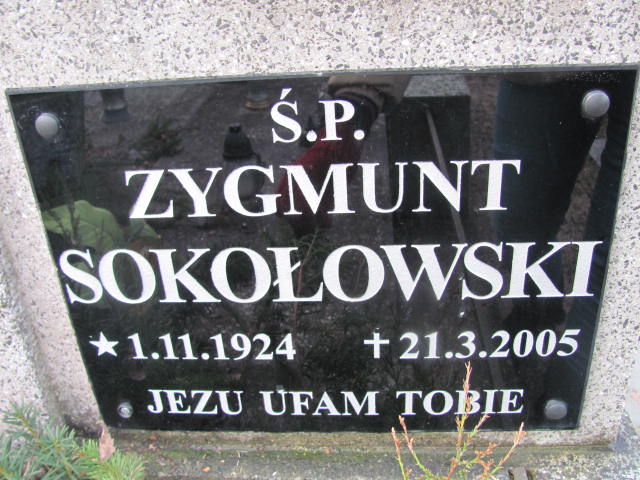 Ś.P.
ZYGMUNT
SOKOŁOWSKI
★ 1.11.1924 ✝ 21.3.2005
JEZU UFAM TOBIE